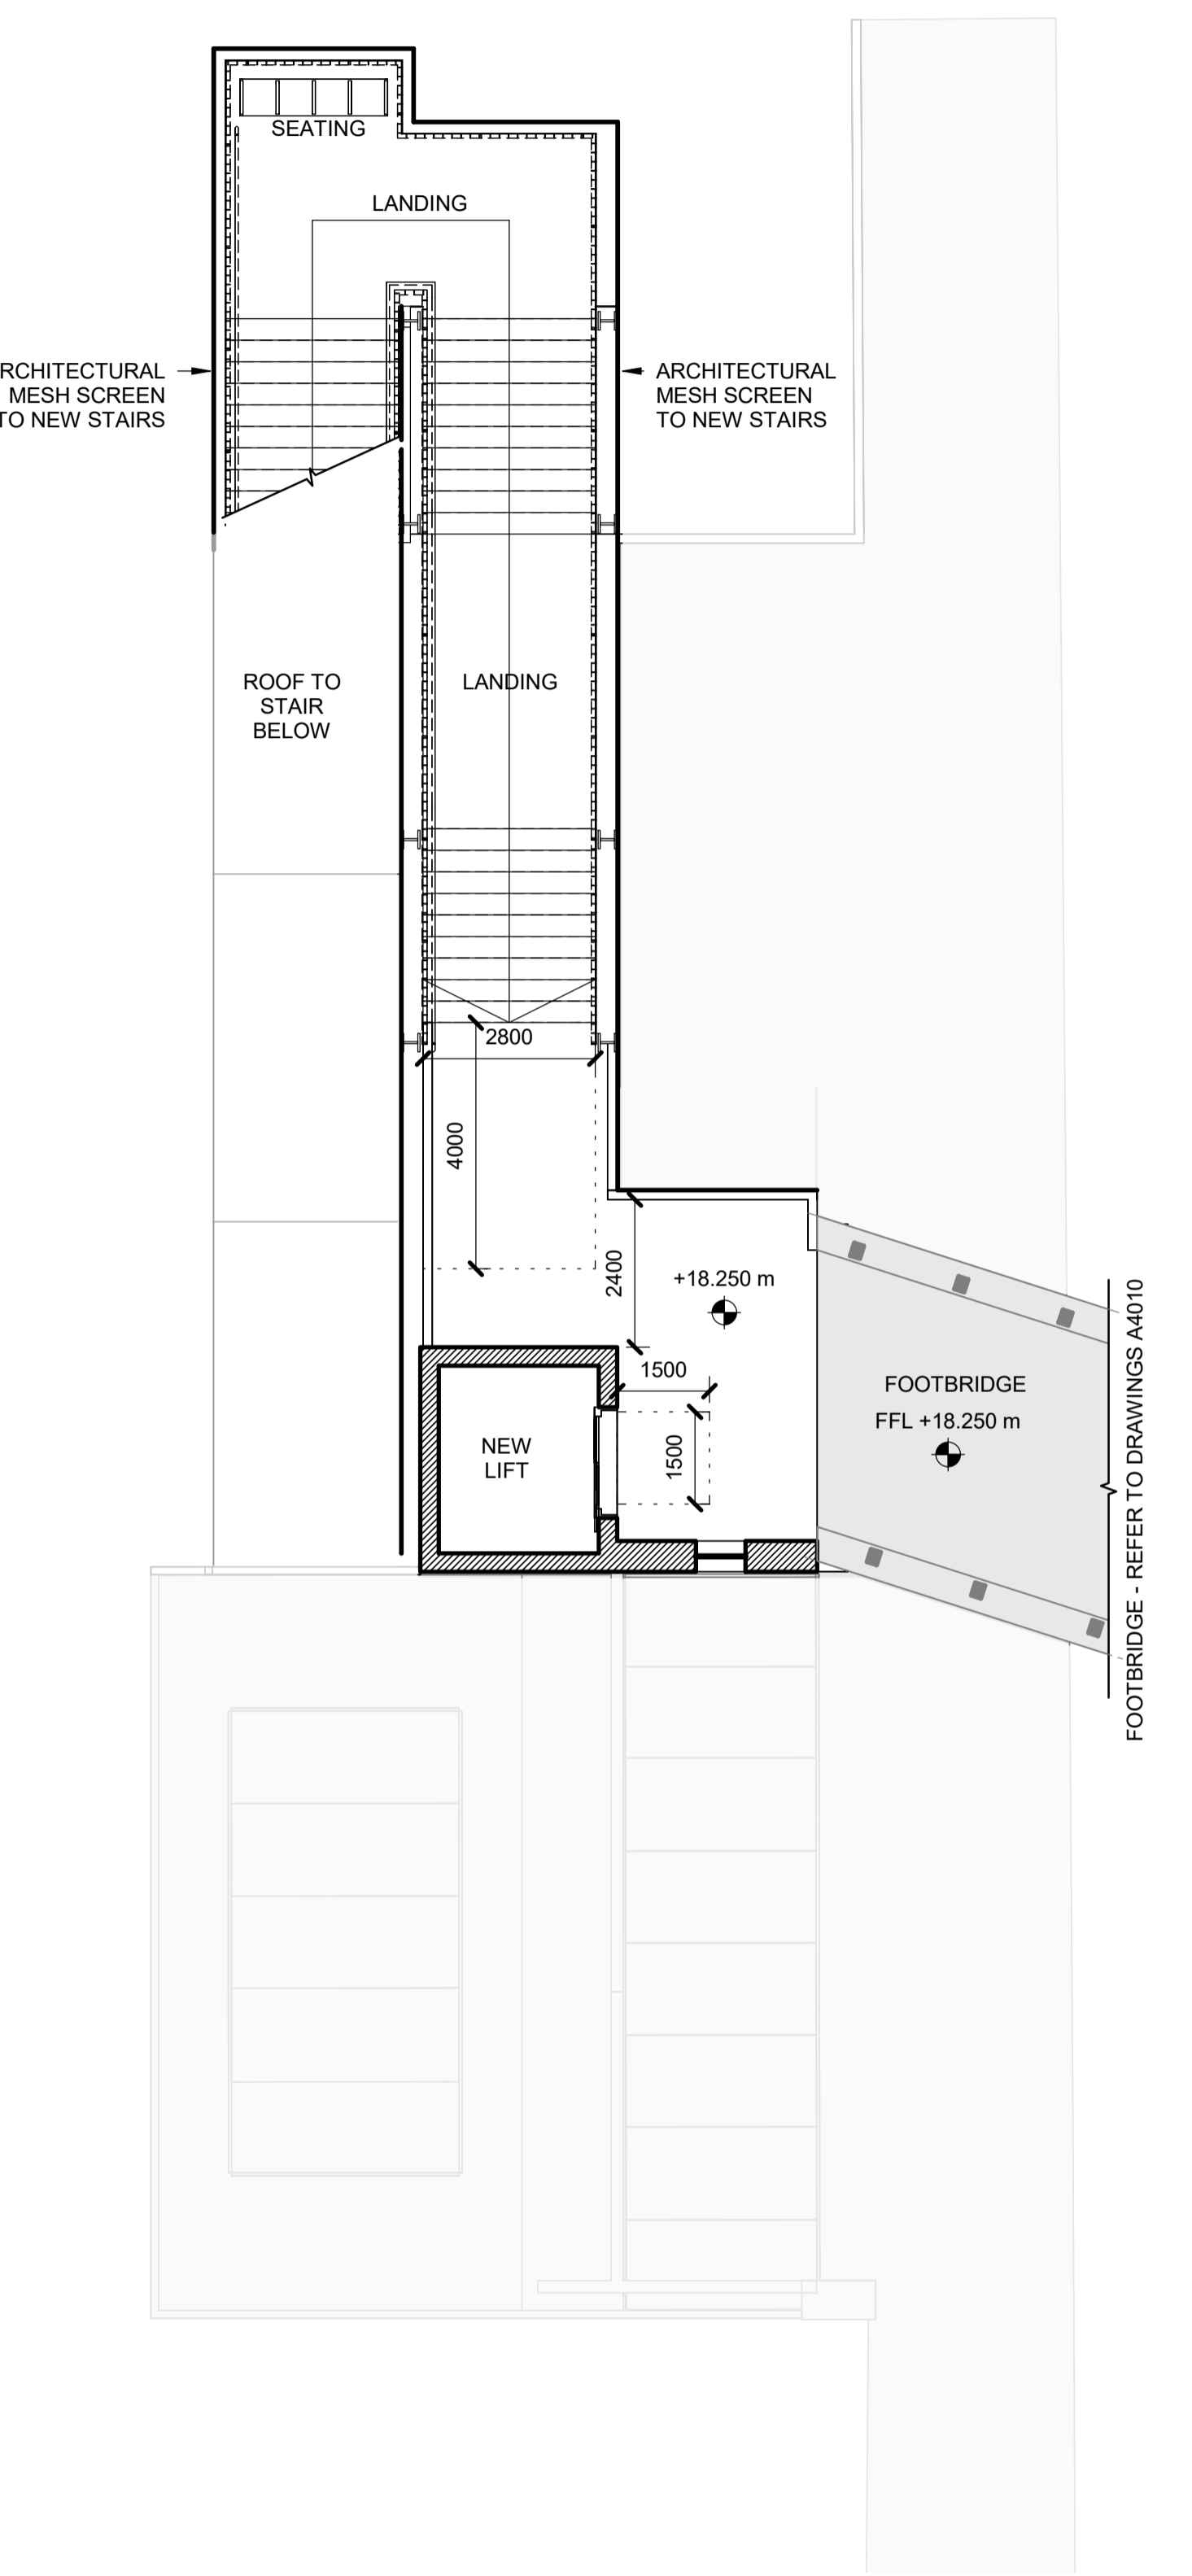 SEATING
LANDING
RCHITECTURAL
MESH SCREEN
TO NEW STAIRS
ARCHITECTURAL
MESH SCREEN
TO NEW STAIRS
ROOF TO
STAIR
BELOW
LANDING
2800
4000
2400
+18.250 m
1500
1500
NEW
LIFT
FOOTBRIDGE
FFL +18.250 m
FOOTBRIDGE - REFER TO DRAWINGS A4010